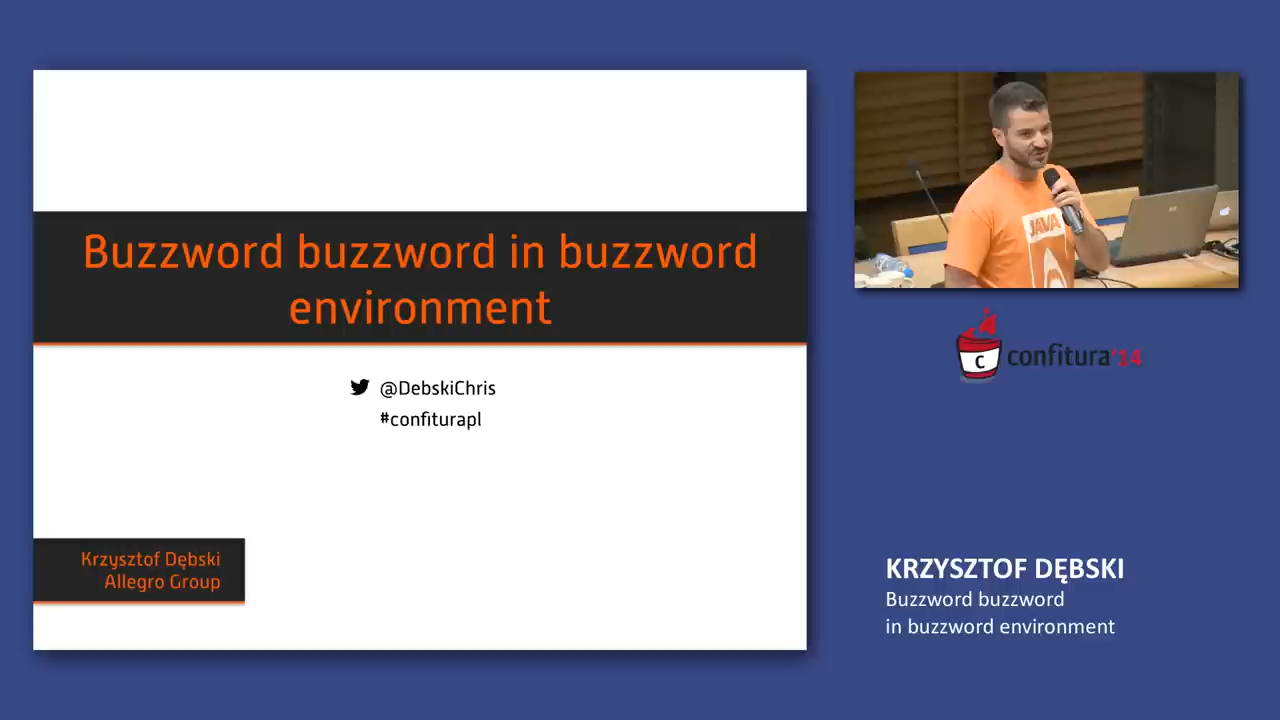 Buzzword buzzword in buzzword
environment
@DebskiChris
#confiturapl
Krzysztof Dębski
Allegro Group
JAVA
C
confitura'14
KRZYSZTOF DĘBSKI
Buzzword buzzword
in buzzword environment